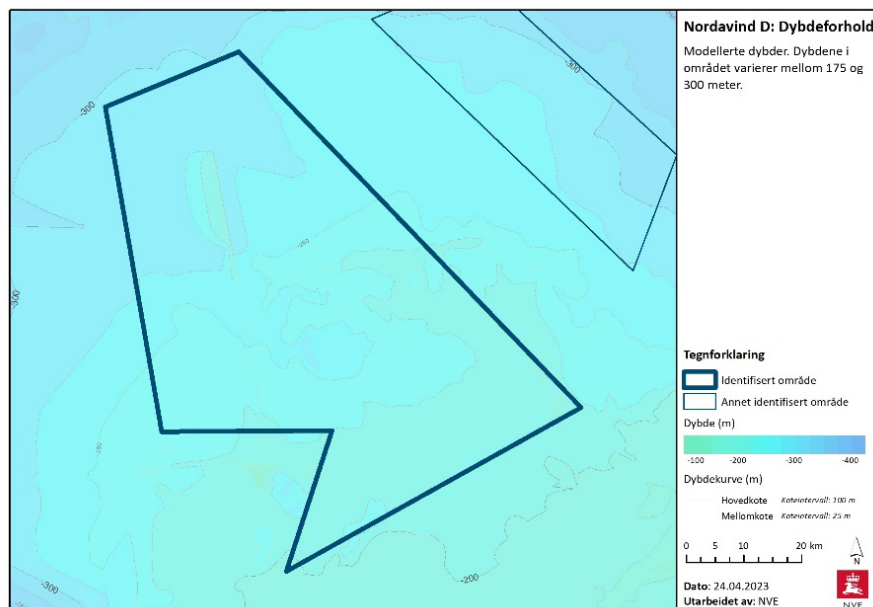 Nordavind D: Dybdeforhold
Modellerte dybder. Dybdene i
området varierer mellom 175 og
300 meter.
-300
-300
-250
-300
-250
-300
-200
Tegnforklaring
Identifisert område
Annet identifisert område
Dybde (m)
-100 -200 -300 -400
Dybdekurve (m)
Hovedkote Koteintervall: 100 m
Mellomkote Koteintervall: 25 m
0 5 10 20 km
N
Dato: 24.04.2023
Utarbeidet av: NVE
NVE